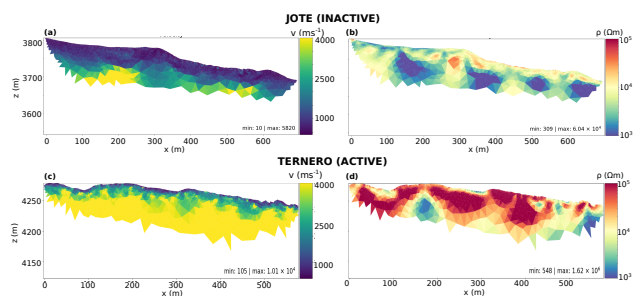 JOTE (INACTIVE)
(a)
v (ms⁻¹)
(b)
ρ (Ωm)
3800
3700
3600
z (m)
4000
2500
1000
10⁵
10⁴
10³
min: 10 | max: 5820
min: 309 | max: 6.04 x 10⁴
0 100 200 300 400 500 600
x (m)
0 100 200 300 400 500 600
x (m)
TERNERO (ACTIVE)
(c)
v (ms⁻¹)
(d)
ρ (Ωm)
4250
4200
4150
z (m)
4000
2500
1000
10⁵
10⁴
10³
min: 105 | max: 1.01 x 10⁴
min: 548 | max: 1.62 x 10⁶
0 100 200 300 400 500
x (m)
0 100 200 300 400 500
x (m)